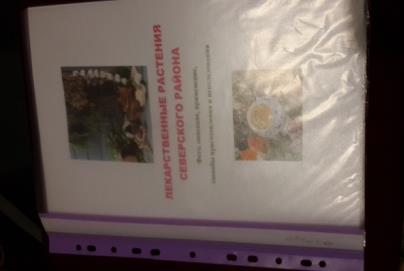 ЛЕКАРСТВЕННЫЕ РАСТЕНИЯ
СЕВЕРСКОГО РАЙОНА
Фото, описание, применение,
способы приготовления и использования